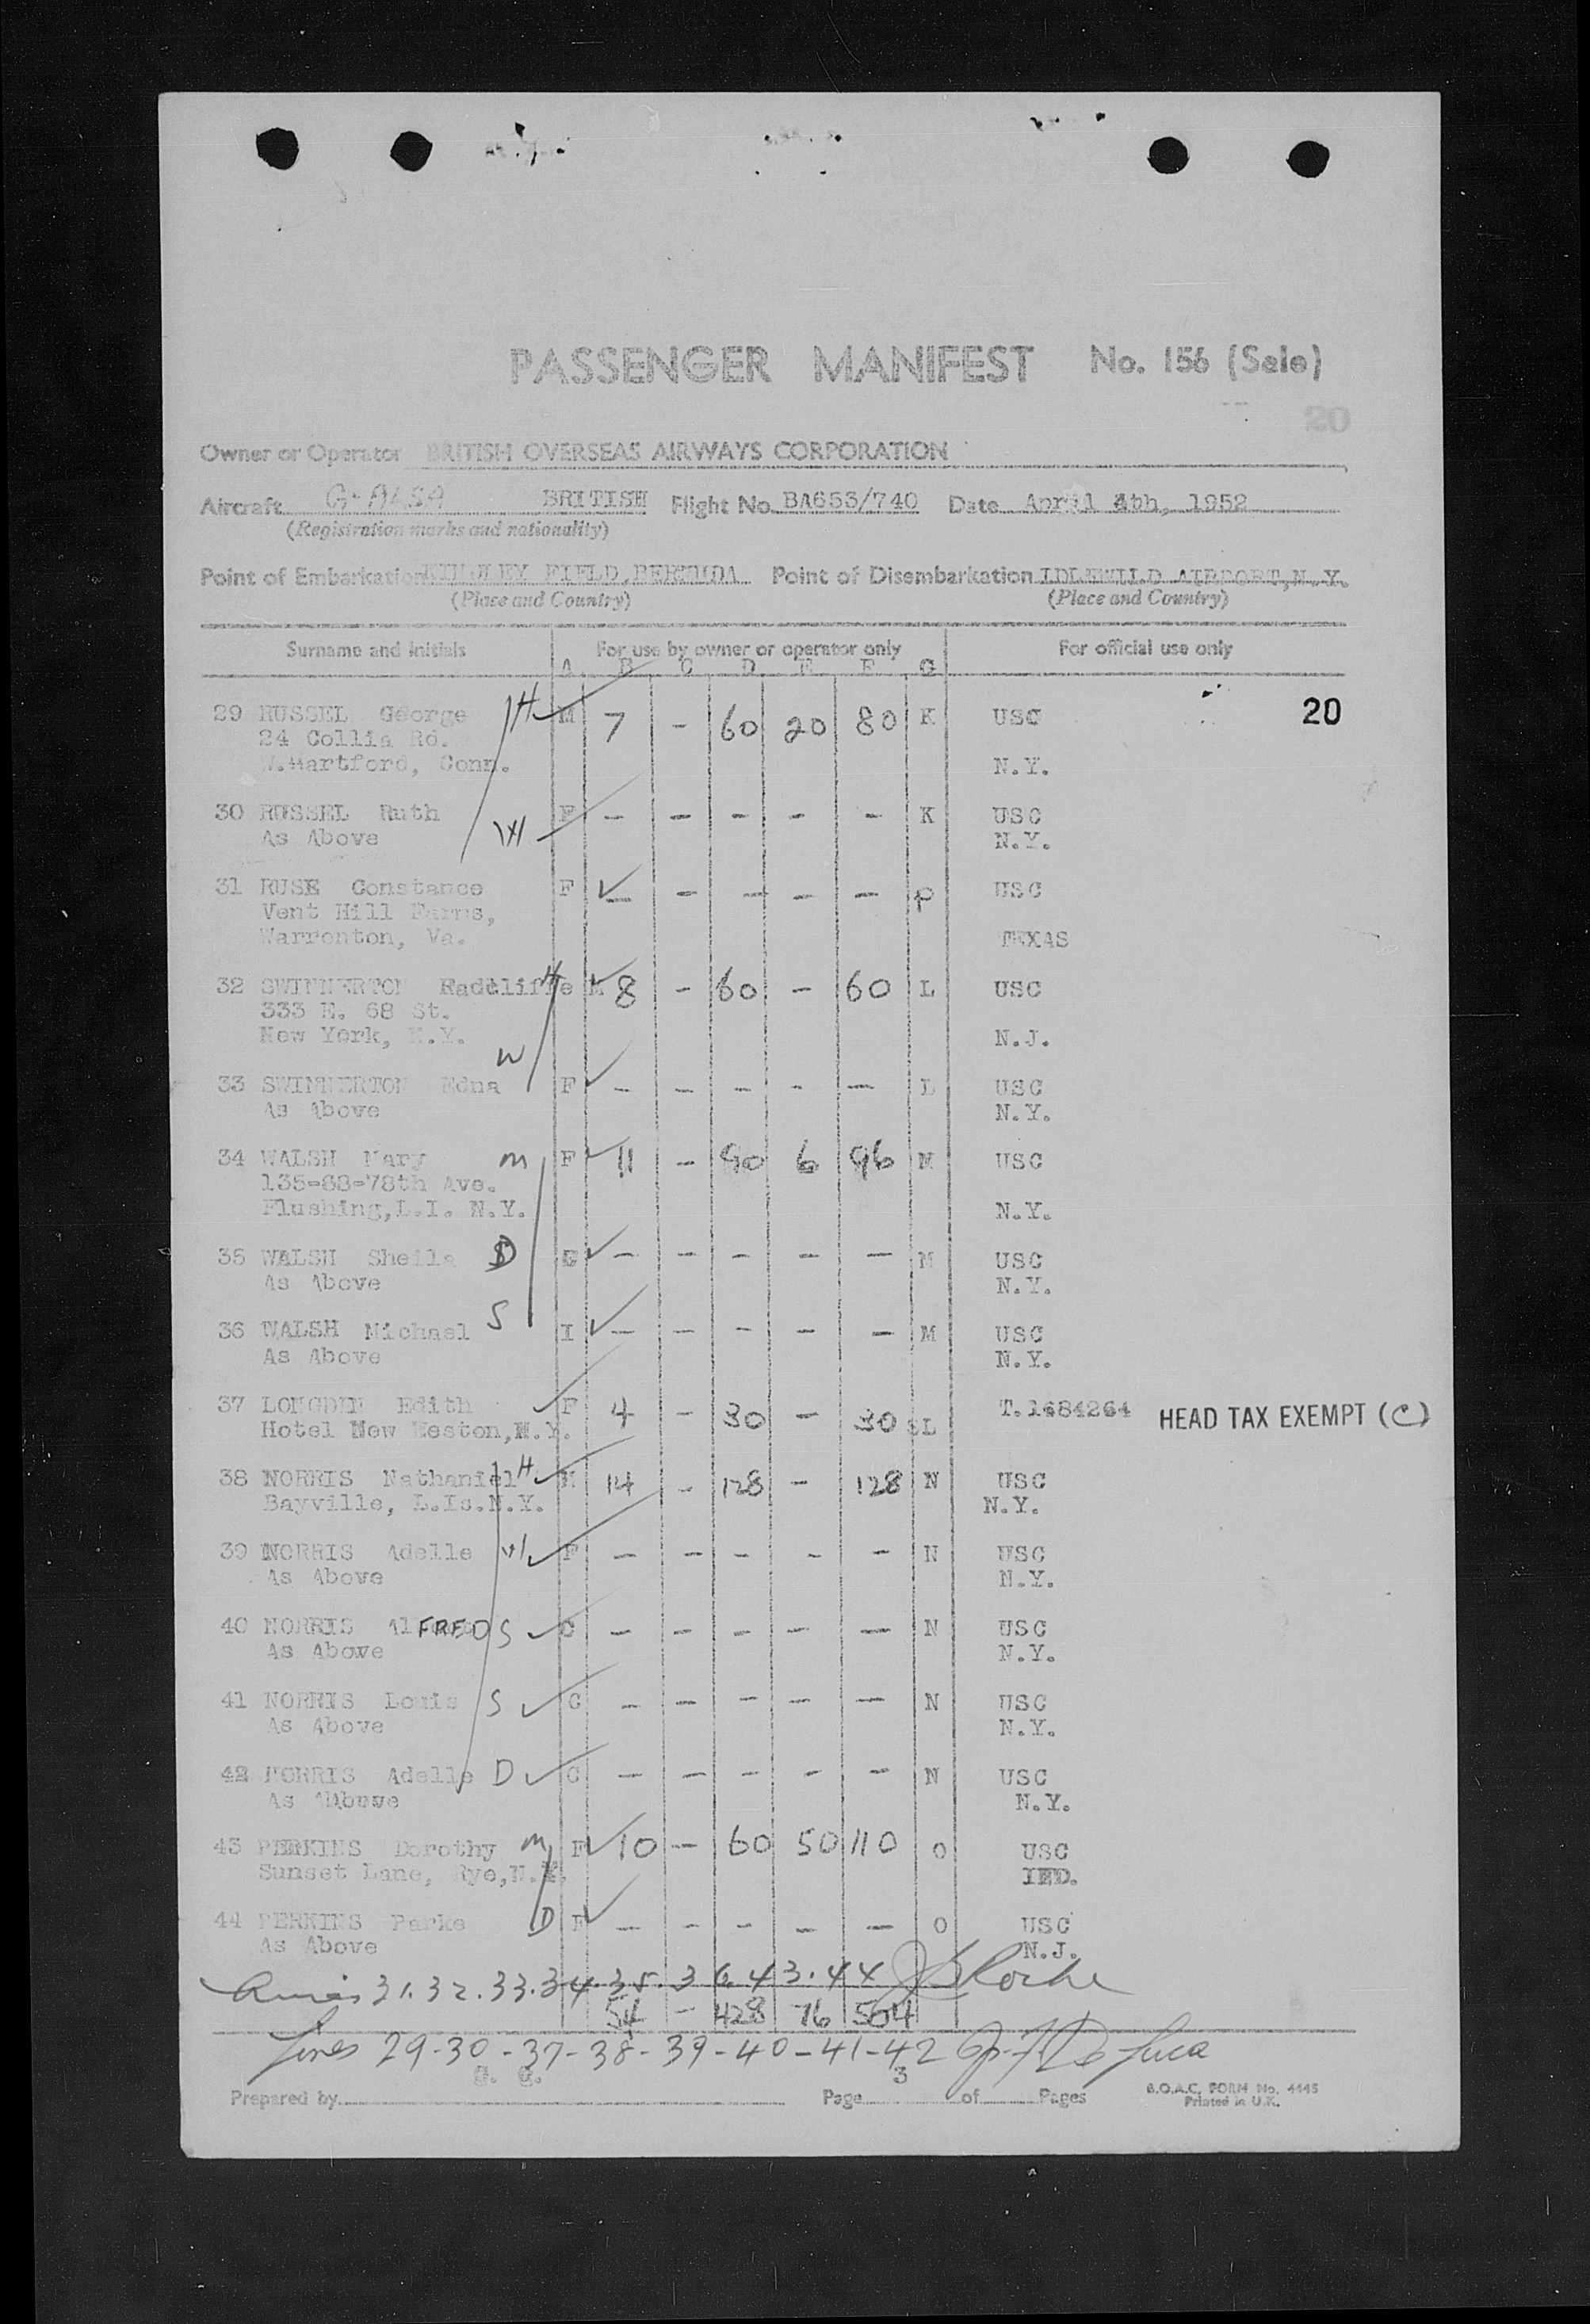 PASSENGER MANIFEST No. 156 (Sale)
20
Owner or Operator BRITISH OVERSEAS AIRWAYS CORPORATION
Aircraft G-ALSA BRITISH Flight No. BA653/740 Date April 4th, 1952
(Registration marks and nationality)
Point of Embarkation KINDLEY FIELD, BERMUDA Point of Disembarkation IDLEWILD AIRPORT, N.Y.
(Place and Country) (Place and Country)
Surname and initials For use by owner or operator only For official use only
A B C D E F G
29 RUSSEL George H M 7 - 60 20 80 K USC 20
24 Collin Rd.
W.Hartford, Conn. N.Y.
30 RUSSEL Ruth W F - - - - - K USC
As Above N.Y.
31 RUSE Constance F - - - - - P USC
Vent Hill Farms,
Warrenton, Va. TEXAS
32 SWINNERTON Radcliffe H M 8 - 60 - 60 L USC
333 E. 68 St.
New York, N.Y. N.J.
W
33 SWINNERTON Edna F - - - - - L USC
As Above N.Y.
34 WALSH Mary M F 11 - 90 6 96 M USC
135-88-78th Ave.
Flushing,L.I. N.Y. N.Y.
35 WALSH Sheila D C - - - - - M USC
As Above N.Y.
36 WALSH Michael S I - - - - - M USC
As Above N.Y.
37 LONGDEN Edith F 4 - 30 - 30 L T.1484264 HEAD TAX EXEMPT (C)
Hotel New Weston,N.Y.
38 NORRIS Nathaniel H M 14 - 128 - 128 N USC
Bayville, L.Is.N.Y. N.Y.
39 NORRIS Adelle W F - - - - - N USC
As Above N.Y.
40 NORRIS Al FRED S C - - - - - N USC
As Above N.Y.
41 NORRIS Louis S C - - - - - N USC
As Above N.Y.
42 NORRIS Adelle D C - - - - - N USC
As Above N.Y.
43 PERKINS Dorothy M F 10 - 60 50 110 O USC
Sunset Lane, Rye,N.Y. IND.
44 PERKINS Parke D F - - - - - O USC
As Above N.J.
Lines 31.32.33.34.35.36.43.44 Roche
54 - 428 76 504
Lines 29-30-37-38-39-40-41-42
Prepared by Page 3 of Pages B.O.A.C. FORM No. 4445
Printed in U.K.